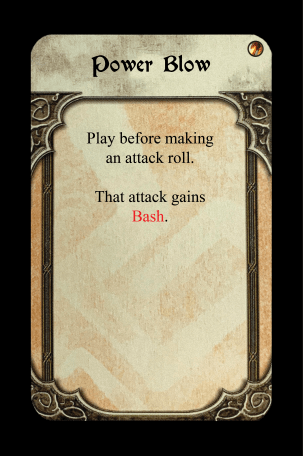 Power Blow
Play before making
an attack roll.
That attack gains
Bash.